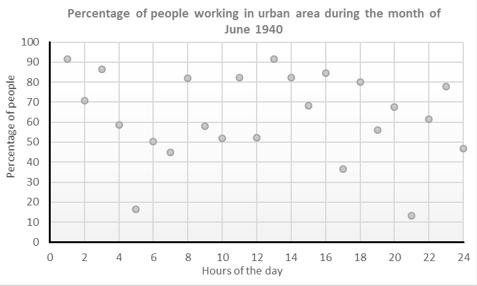 Percentage of people working in urban area during the month of
June 1940
Percentage of people
100
90
80
70
60
50
40
30
20
10
0
0 2 4 6 8 10 12 14 16 18 20 22 24
Hours of the day